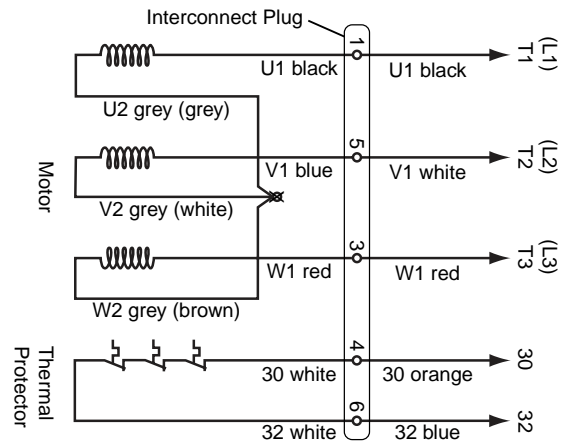 Interconnect Plug
1
(L1)
T1
U1 black
U1 black
U2 grey (grey)
5
(L2)
T2
V1 blue
V1 white
Motor
V2 grey (white)
3
(L3)
T3
W1 red
W1 red
W2 grey (brown)
4
30
30 white
30 orange
Thermal
Protector
6
32
32 white
32 blue